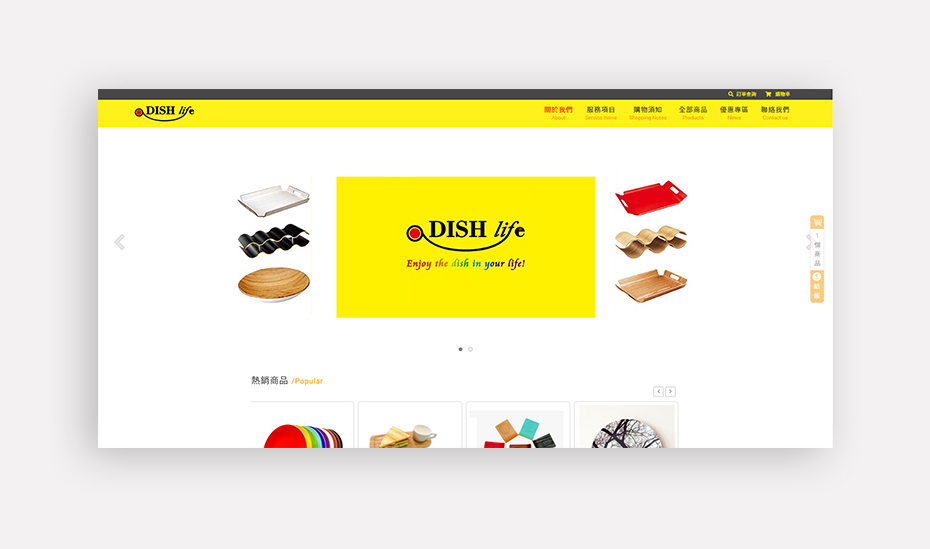 訂單查詢 購物車
DISH life
關於我們 服務項目 購物須知 全部商品 優惠專區 聯絡我們
About Service Items Shopping Notes Products News Contact us
DISH life
Enjoy the dish in your life!
1
個
商
品
結
帳
熱銷商品 /Popular